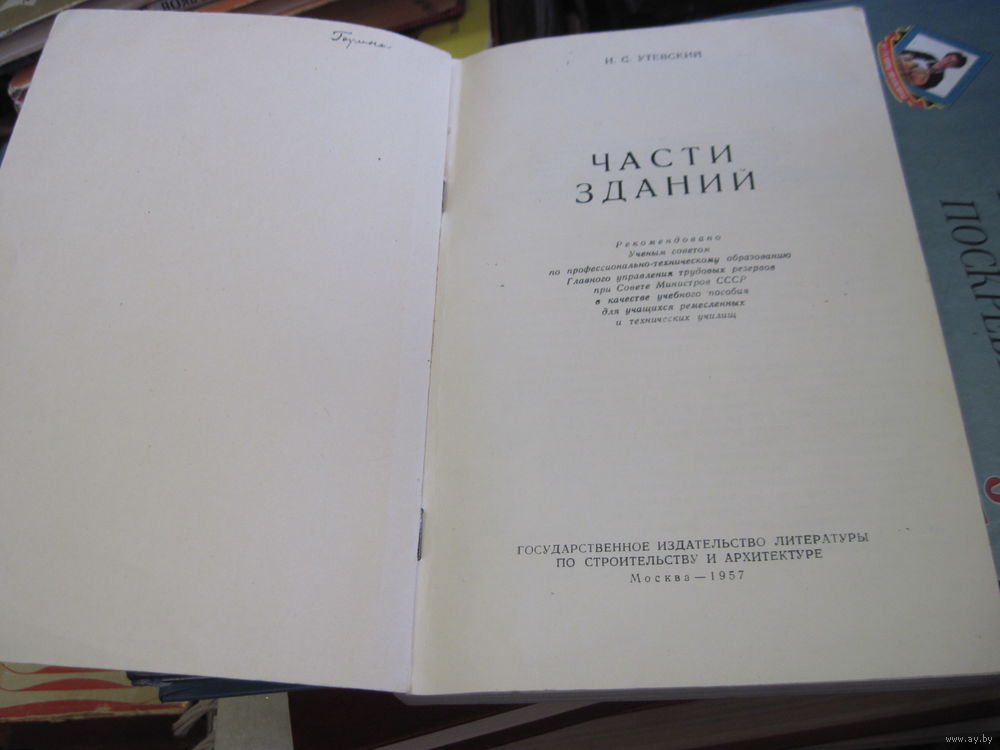 И. С. УТЕВСКИЙ
ЧАСТИ
ЗДАНИЙ
Рекомендовано
Ученым советом
по профессионально-техническому образованию
Главного управления трудовых резервов
при Совете Министров СССР
в качестве учебного пособия
для учащихся ремесленных
и технических училищ
ГОСУДАРСТВЕННОЕ ИЗДАТЕЛЬСТВО ЛИТЕРАТУРЫ
ПО СТРОИТЕЛЬСТВУ И АРХИТЕКТУРЕ
Москва — 1957
www.ay.by